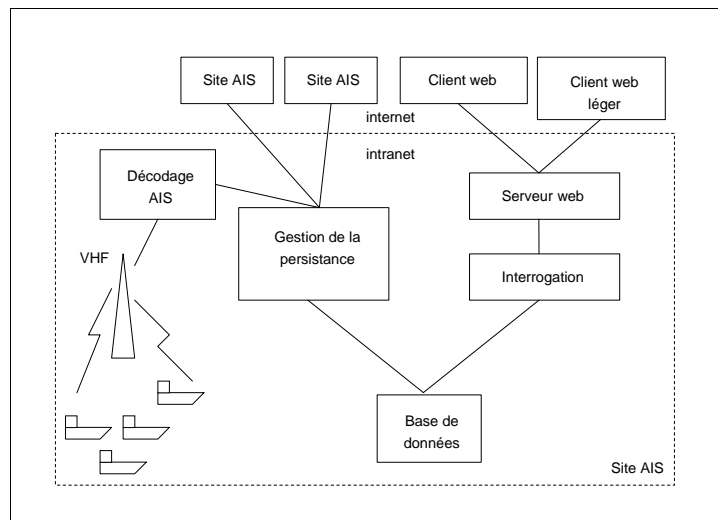 Site AIS
Site AIS
Client web
Client web
léger
internet
intranet
Décodage
AIS
Serveur web
Gestion de la
persistance
VHF
Interrogation
Base de
données
Site AIS